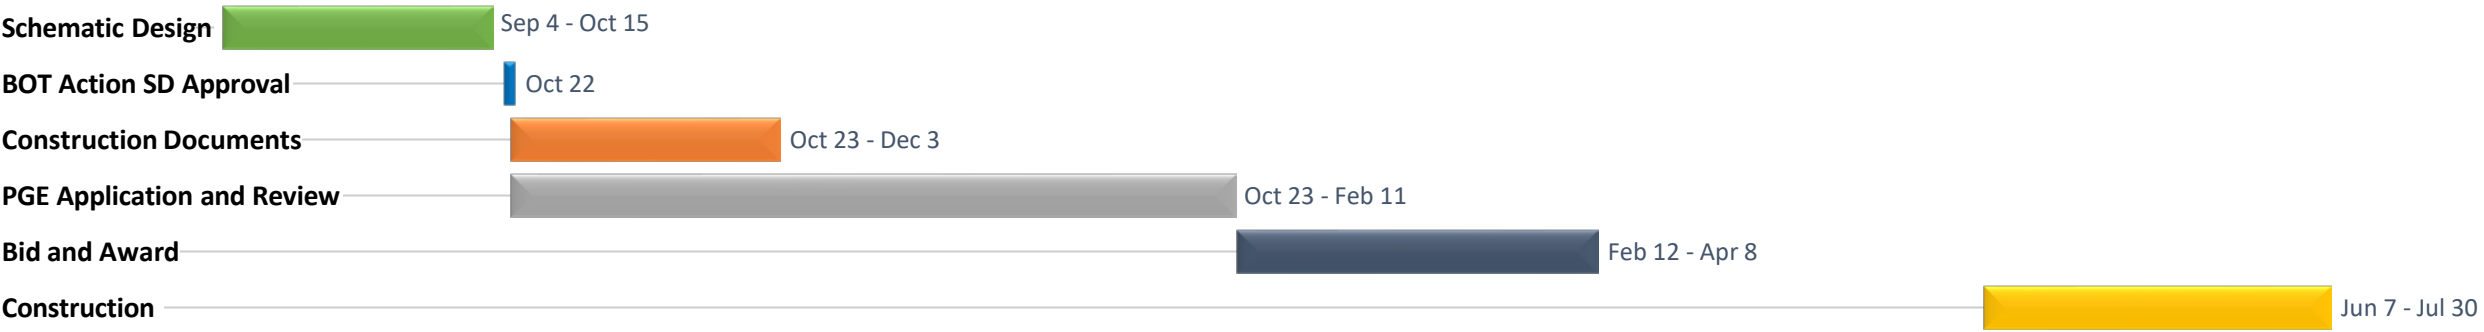 Schematic Design Sep 4 - Oct 15
BOT Action SD Approval Oct 22
Construction Documents Oct 23 - Dec 3
PGE Application and Review Oct 23 - Feb 11
Bid and Award Feb 12 - Apr 8
Construction Jun 7 - Jul 30